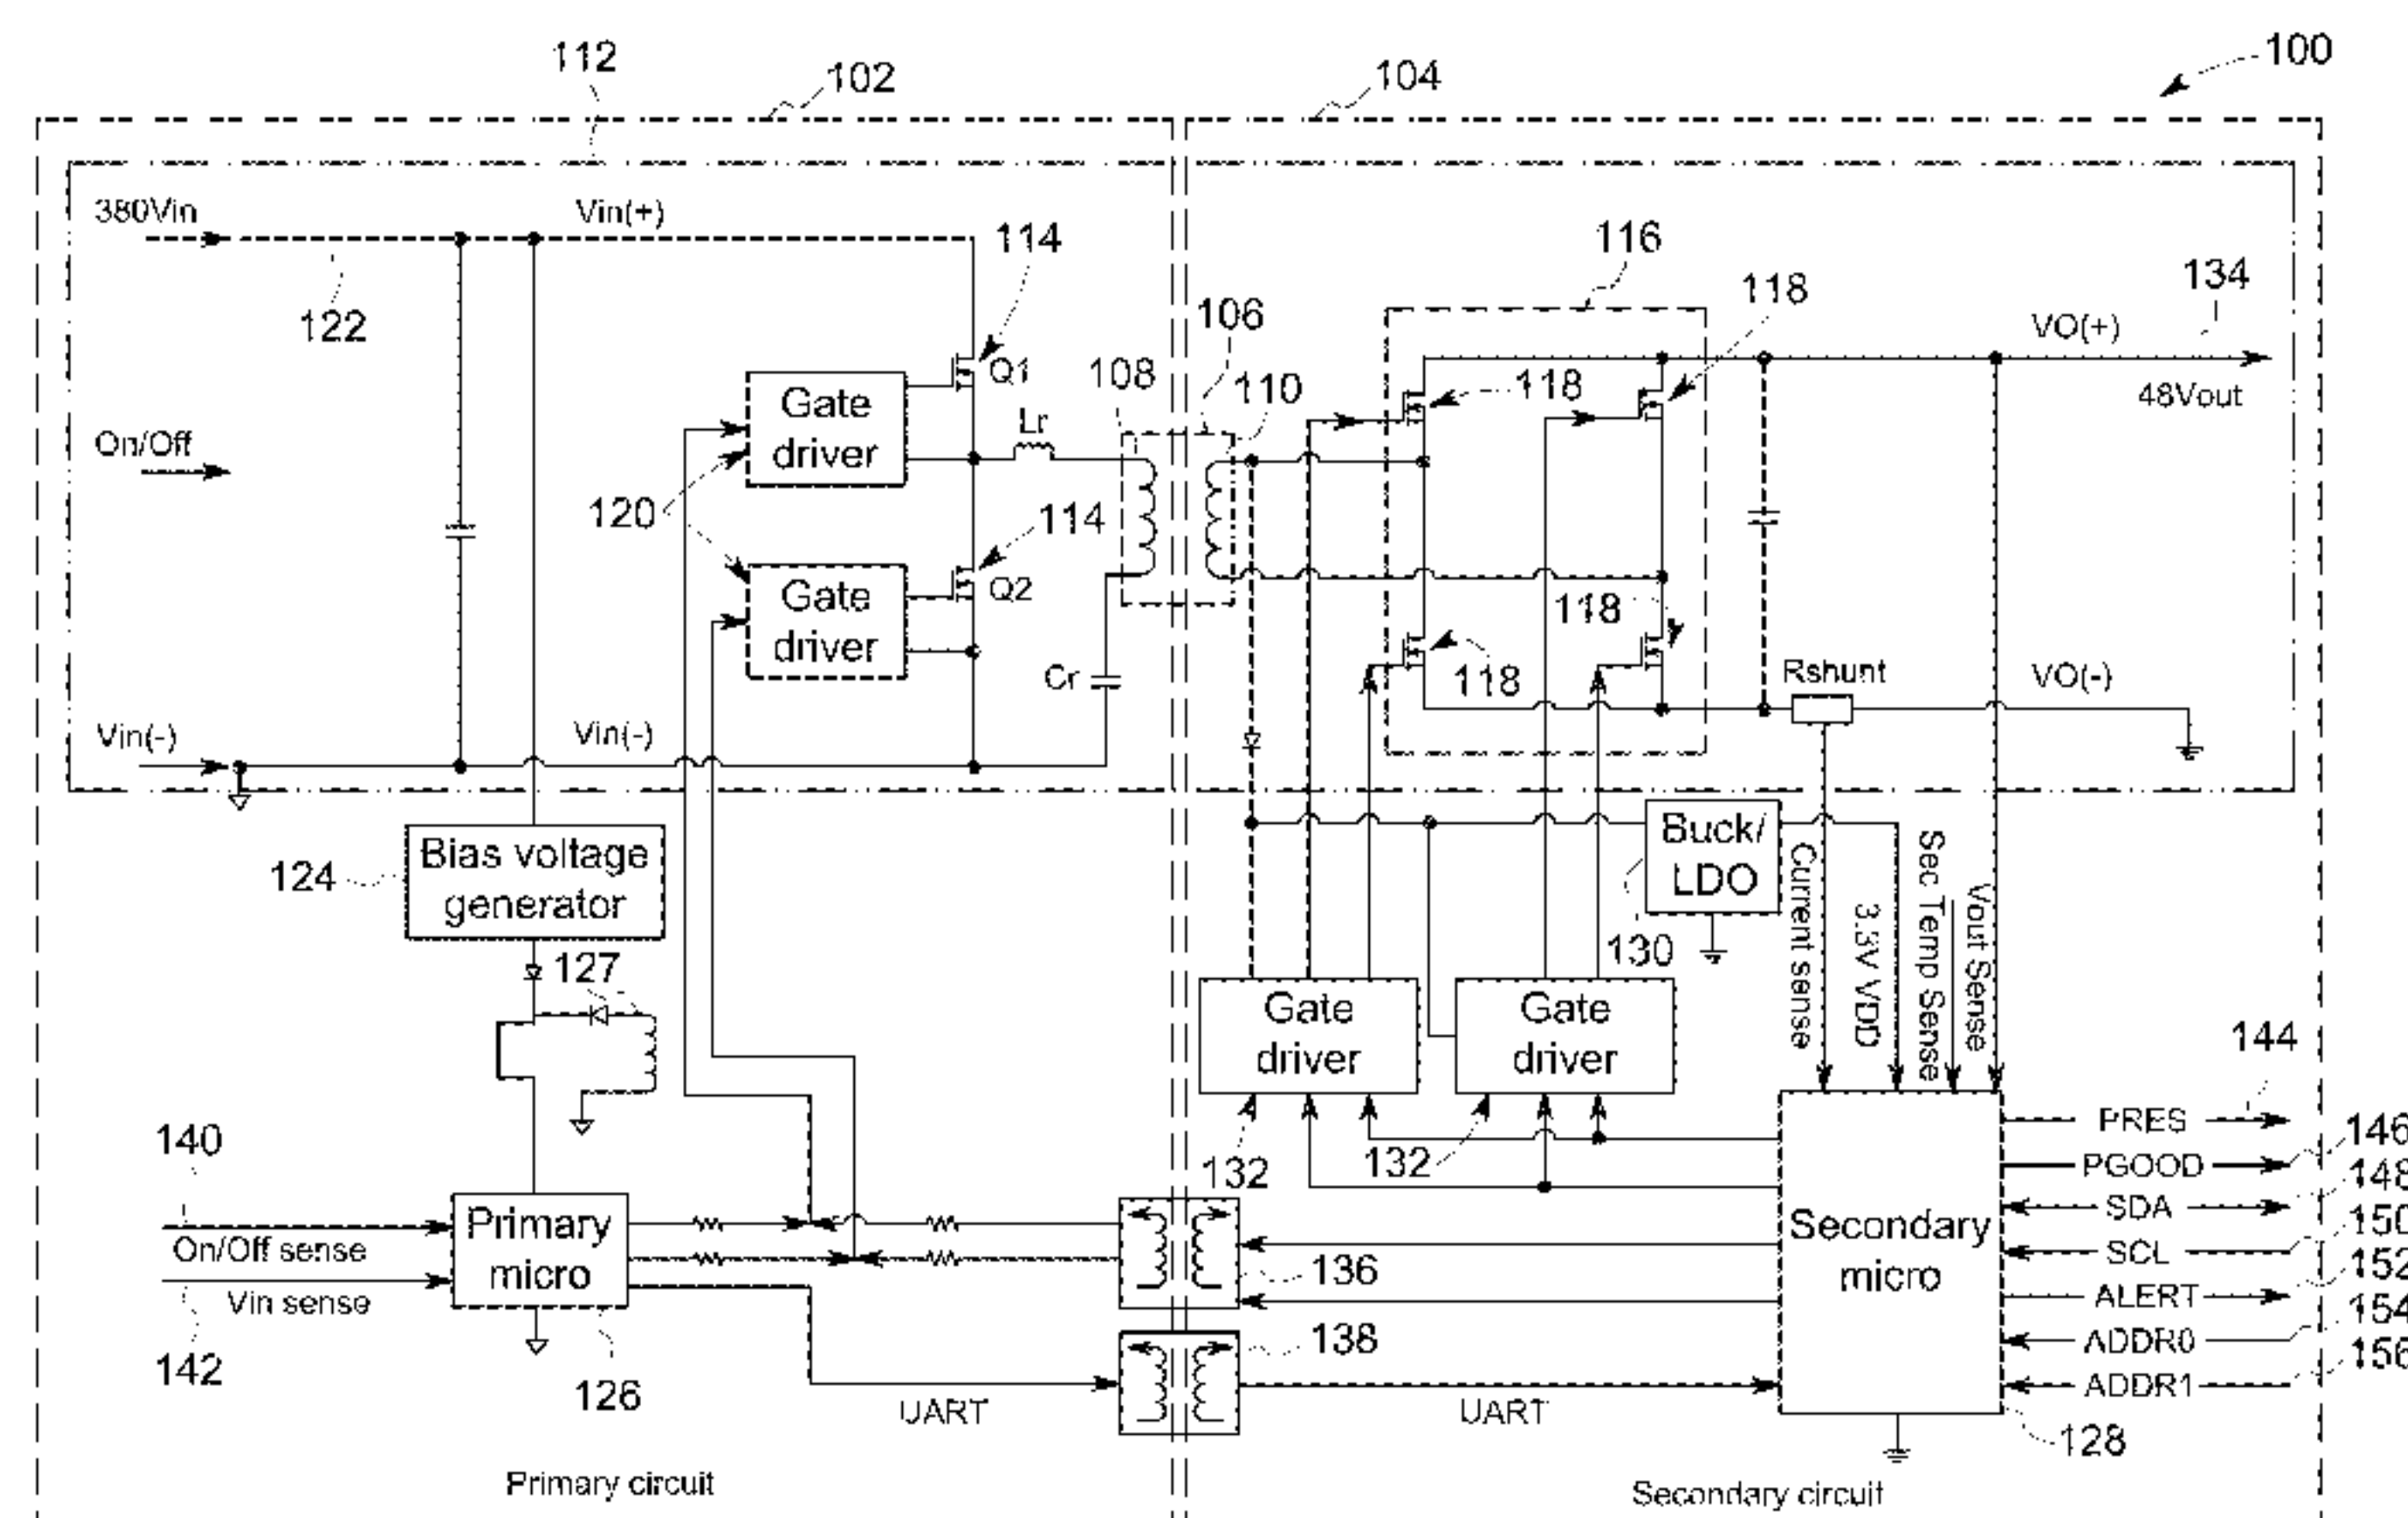 100
112
102
104
380Vin
Vin(+)
114
116
118
134
122
106
VO(+)
Q1
108
110
118
48Vout
Gate
driver
Lr
On/Off
120
114
Gate
driver
Q2
118
118
Cr
Rshunt
VO(-)
Vin(-)
Vin(-)
Bias voltage
generator
124
Buck/
LDO
130
Current sense
3.3V VDD
Sec Temp Sense
Vout Sense
127
Gate
driver
Gate
driver
144
132
132
PRES
146
PGOOD
148
SDA
150
SCL
152
ALERT
154
ADDR0
156
ADDR1
140
On/Off sense
Primary
micro
Vin sense
142
126
136
138
Secondary
micro
UART
UART
128
Primary circuit
Secondary circuit